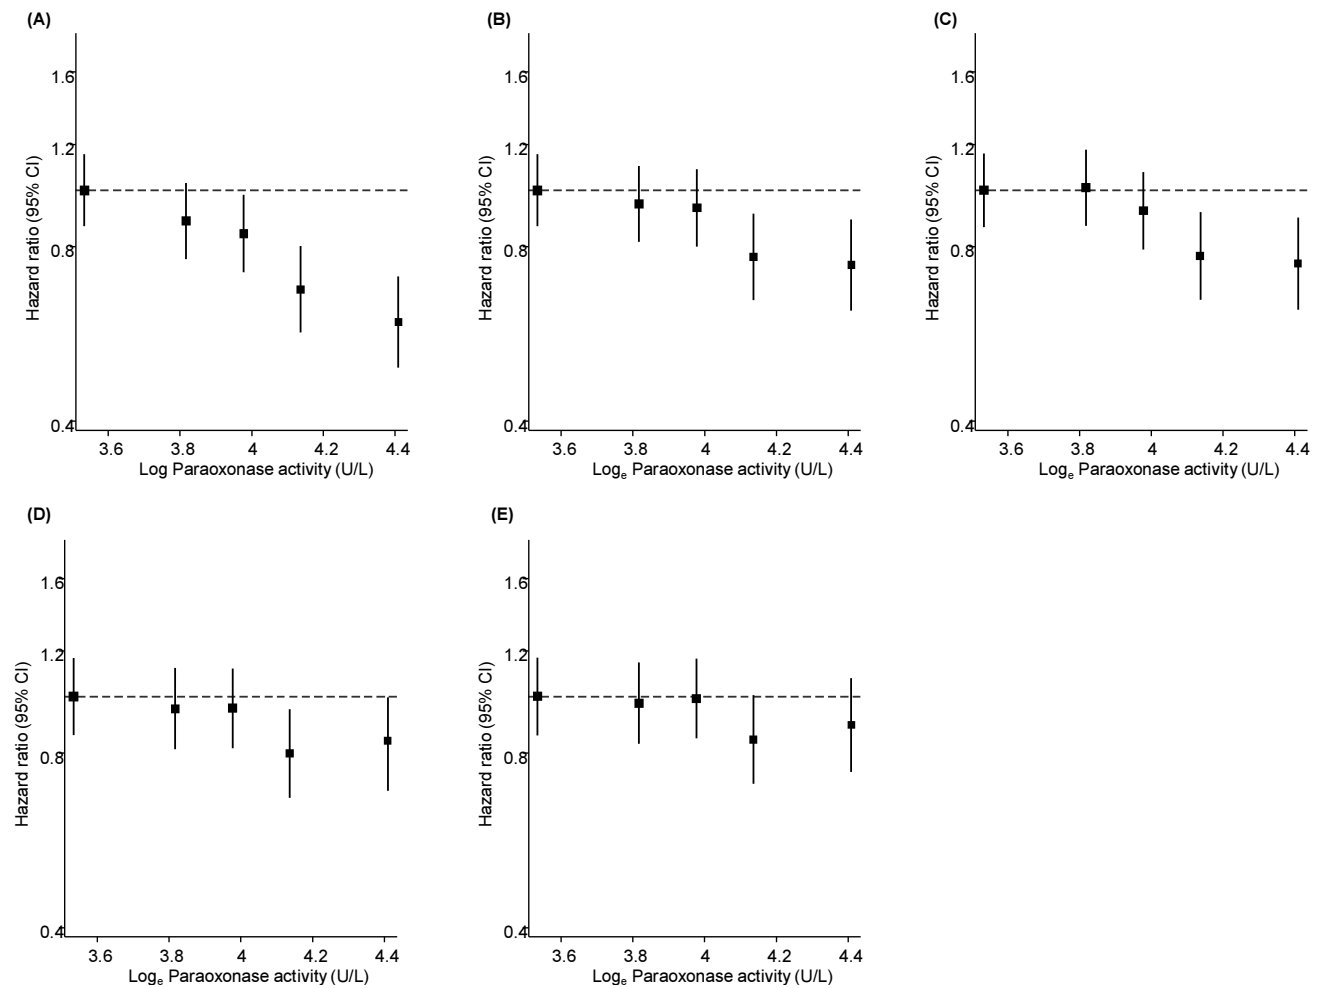 (A)
1.6
1.2
0.8
0.4
Hazard ratio (95% CI)
3.6 3.8 4 4.2 4.4
Log Paraoxonase activity (U/L)
(B)
1.6
1.2
0.8
0.4
Hazard ratio (95% CI)
3.6 3.8 4 4.2 4.4
Logₑ Paraoxonase activity (U/L)
(C)
1.6
1.2
0.8
0.4
Hazard ratio (95% CI)
3.6 3.8 4 4.2 4.4
Logₑ Paraoxonase activity (U/L)
(D)
1.6
1.2
0.8
0.4
Hazard ratio (95% CI)
3.6 3.8 4 4.2 4.4
Logₑ Paraoxonase activity (U/L)
(E)
1.6
1.2
0.8
0.4
Hazard ratio (95% CI)
3.6 3.8 4 4.2 4.4
Logₑ Paraoxonase activity (U/L)